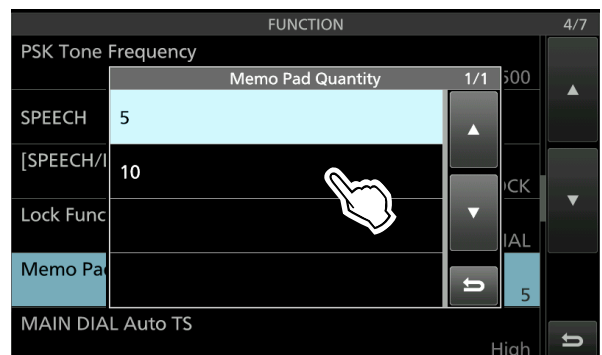 FUNCTION 4/7
PSK Tone Frequency
500
Memo Pad Quantity 1/1
SPEECH
5
[SPEECH/
10
OCK
Lock Func
IAL
Memo Pa
5
MAIN DIAL Auto TS
High